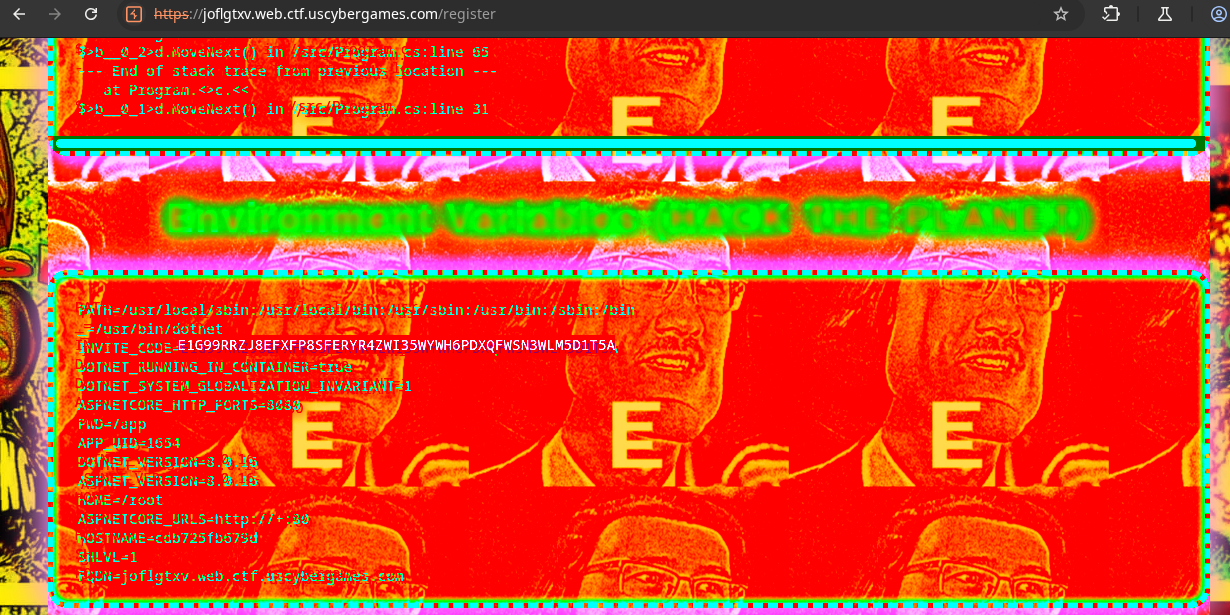 https://joflgtxv.web.ctf.uscybergames.com/register
$>b__0_2>d.MoveNext() in /src/Program.cs:line 65
--- End of stack trace from previous location ---
at Program.<>c.<<
$>b__0_1>d.MoveNext() in /src/Program.cs:line 31
E E E
Environment Variables (HACK THE PLANET!)
PATH=/usr/local/sbin:/usr/local/bin:/usr/sbin:/usr/bin:/sbin:/bin
_=/usr/bin/dotnet
INVITE_CODE=E1G99RRZJ8EFXFP8SFERYR4ZWI35WYWH6PDXQFWSN3WLM5D1T5A
DOTNET_RUNNING_IN_CONTAINER=true
DOTNET_SYSTEM_GLOBALIZATION_INVARIANT=1
ASPNETCORE_HTTP_PORTS=8080
PWD=/app
APP_UID=1654
DOTNET_VERSION=8.0.16
ASPNET_VERSION=8.0.16
HOME=/root
ASPNETCORE_URLS=http://+:80
HOSTNAME=cdb725fb679d
SHLVL=1
FQDN=joflgtxv.web.ctf.uscybergames.com
E E E